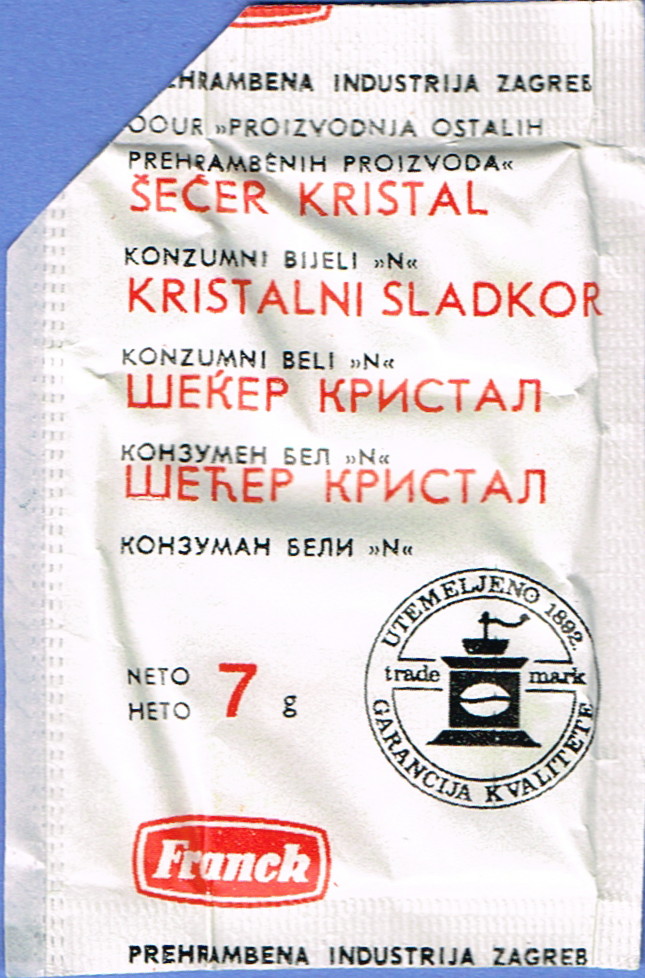 PREHRAMBENA INDUSTRIJA ZAGREB
OOUR »PROIZVODNJA OSTALIH
PREHRAMBENIH PROIZVODA«
ŠEĆER KRISTAL
KONZUMNI BIJELI »N«
KRISTALNI SLADKOR
KONZUMNI BELI »N«
ШЕЌЕР КРИСТАЛ
КОНЗУМЕН БЕЛ »N«
ШЕЋЕР КРИСТАЛ
КОНЗУМАН БЕЛИ »N«
UTEMELJENO 1892.
trade mark
GARANCIJA KVALITETE
NETO
НЕТО
7 g
Franck
PREHRAMBENA INDUSTRIJA ZAGREB